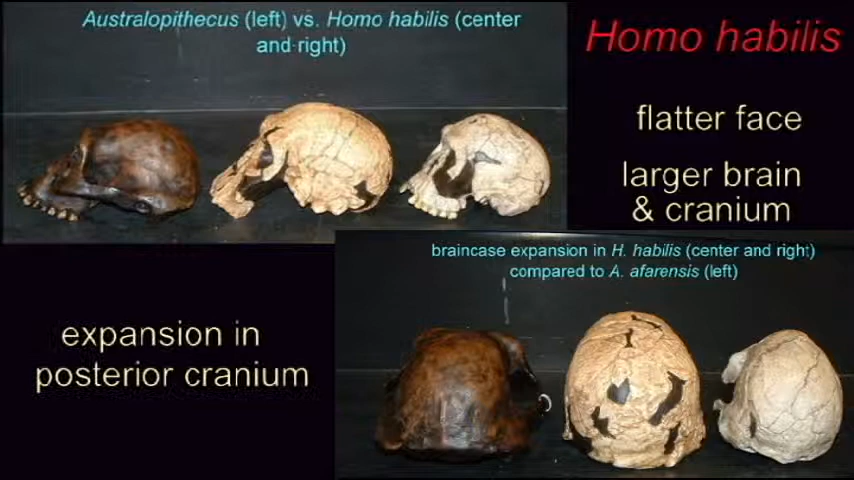 Australopithecus (left) vs. Homo habilis (center
and right)
Homo habilis
flatter face
larger brain
& cranium
braincase expansion in H. habilis (center and right)
compared to A. afarensis (left)
expansion in
posterior cranium